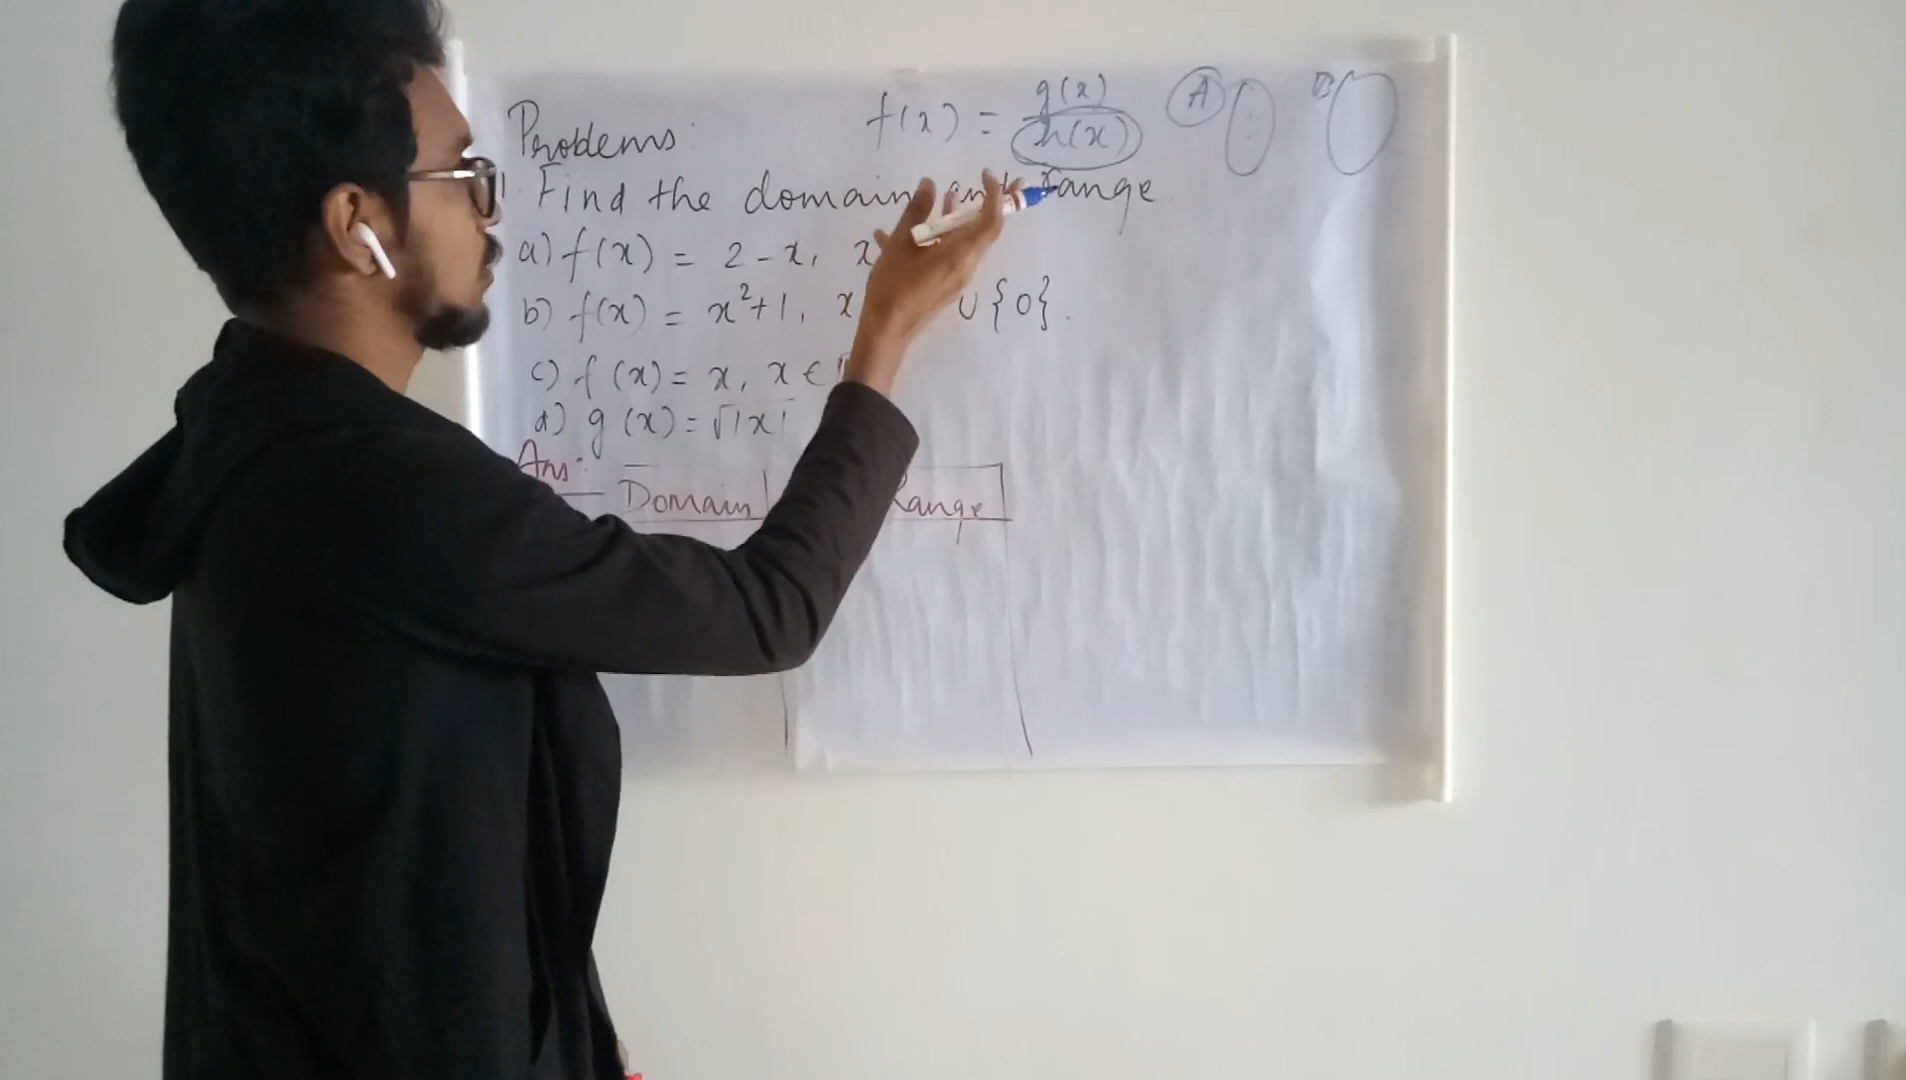 Problems:
f(x) = g(x)
h(x)
A
B
1. Find the domain and range
a) f(x) = 2 - x, x
b) f(x) = x²+1, x ∪ {0}.
c) f(x) = x, x ∈
d) g(x) = √|x|
Ans:
Domain Range